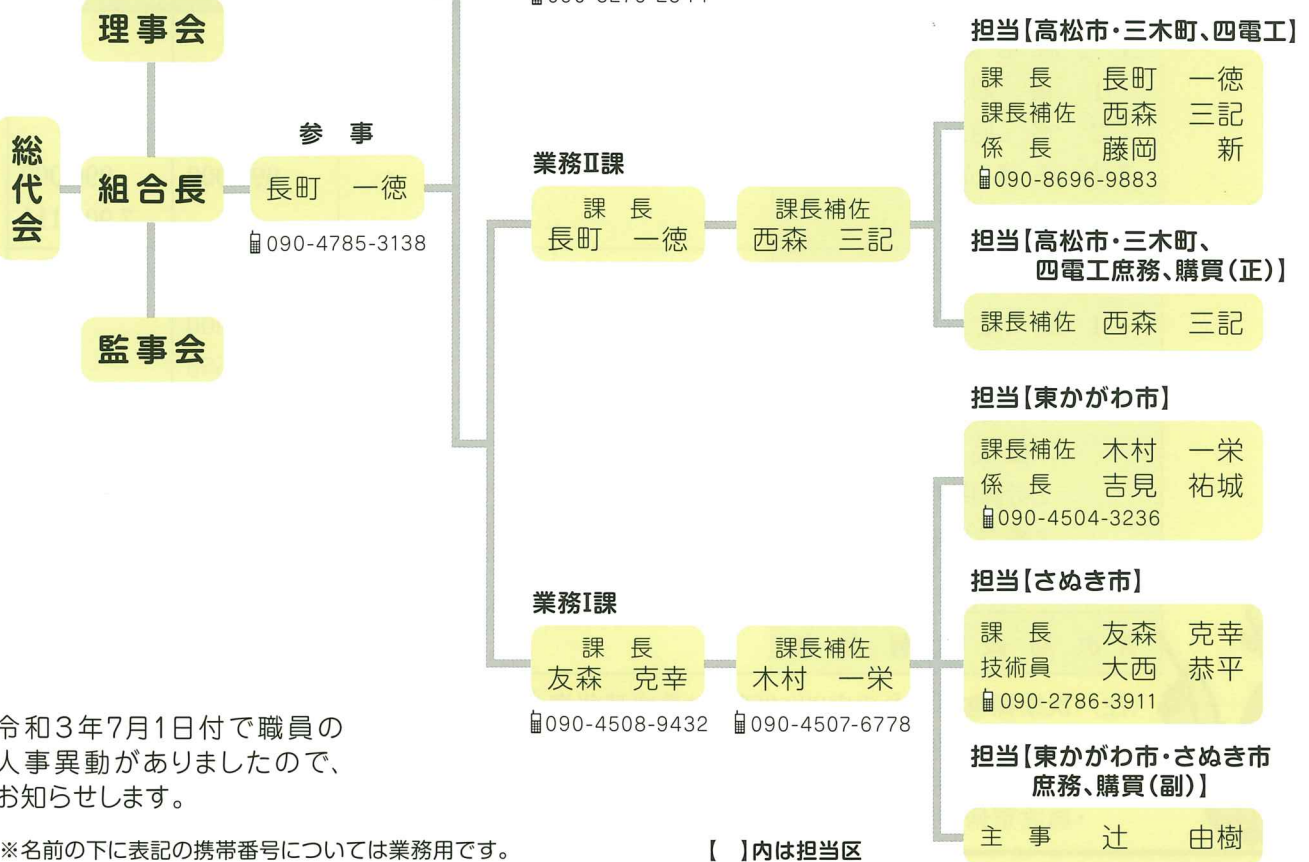 理事会
総代会
組合長
監事会
参 事
長町 一徳
090-4785-3138
業務Ⅱ課
課 長
長町 一徳
課長補佐
西森 三記
担当【高松市・三木町、四電工】
課 長 長町 一徳
課長補佐 西森 三記
係 長 藤岡 新
090-8696-9883
担当【高松市・三木町、
四電工庶務、購買(正)】
課長補佐 西森 三記
業務Ⅰ課
課 長
友森 克幸
090-4508-9432
課長補佐
木村 一栄
090-4507-6778
担当【東かがわ市】
課長補佐 木村 一栄
係 長 吉見 祐城
090-4504-3236
担当【さぬき市】
課 長 友森 克幸
技術員 大西 恭平
090-2786-3911
担当【東かがわ市・さぬき市
庶務、購買(副)】
主 事 辻 由樹
令和3年7月1日付で職員の
人事異動がありましたので、
お知らせします。
※名前の下に表記の携帯番号については業務用です。
【 】内は担当区